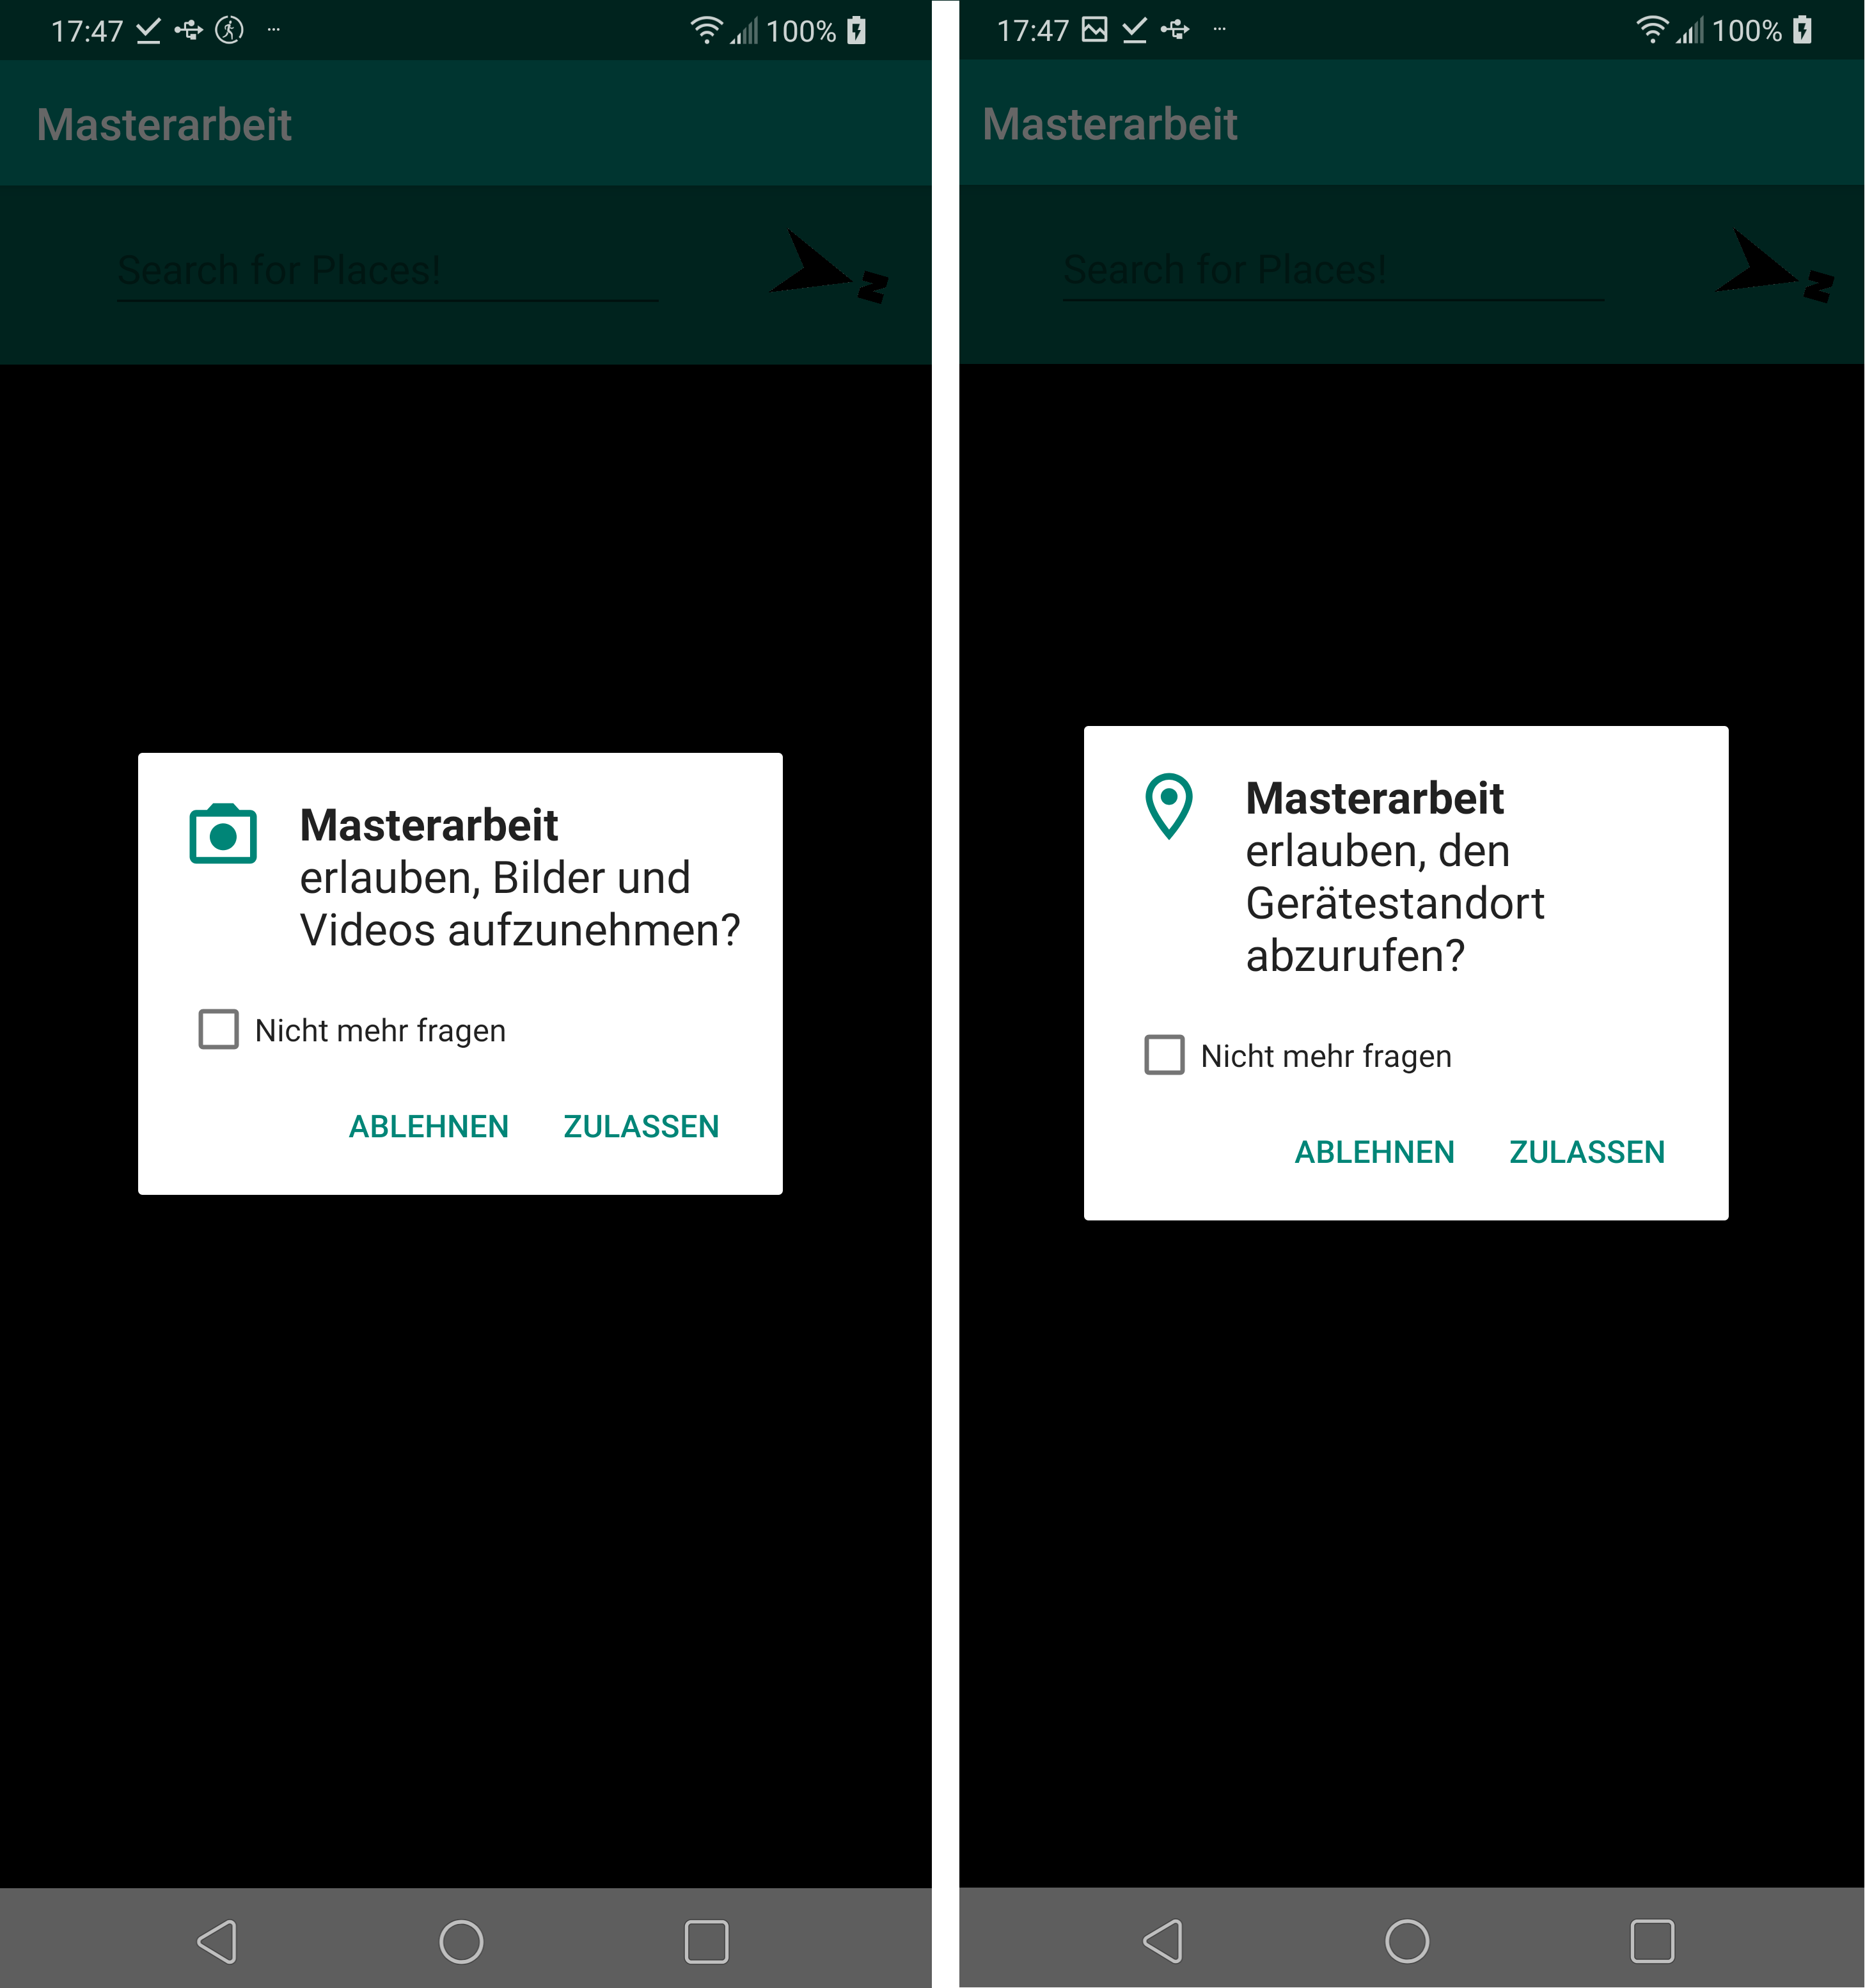 17:47
100%
Masterarbeit
Search for Places!
N
Masterarbeit
erlauben, Bilder und
Videos aufzunehmen?
Nicht mehr fragen
ABLEHNEN ZULASSEN
17:47
100%
Masterarbeit
Search for Places!
N
Masterarbeit
erlauben, den
Gerätestandort
abzurufen?
Nicht mehr fragen
ABLEHNEN ZULASSEN